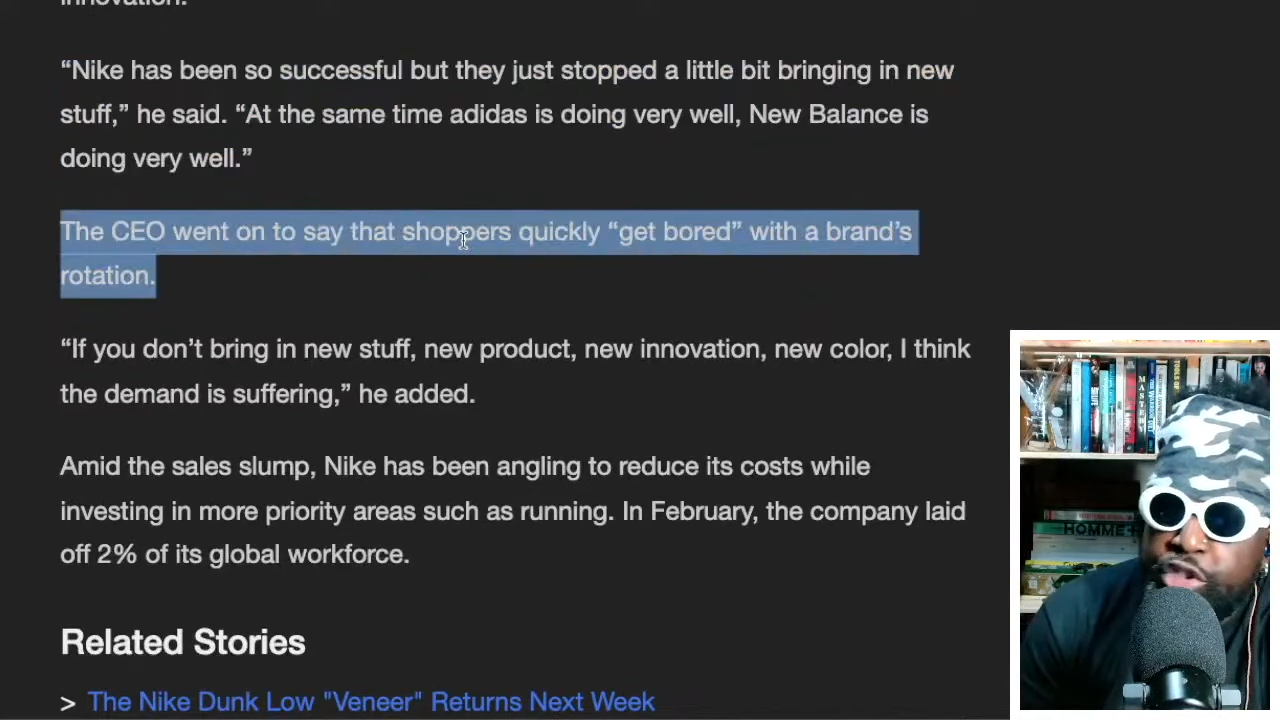 innovation.
“Nike has been so successful but they just stopped a little bit bringing in new
stuff,” he said. “At the same time adidas is doing very well, New Balance is
doing very well.”
The CEO went on to say that shoppers quickly “get bored” with a brand’s
rotation.
“If you don’t bring in new stuff, new product, new innovation, new color, I think
the demand is suffering,” he added.
Amid the sales slump, Nike has been angling to reduce its costs while
investing in more priority areas such as running. In February, the company laid
off 2% of its global workforce.
Related Stories
> The Nike Dunk Low "Veneer" Returns Next Week
MASTERY
HOMME